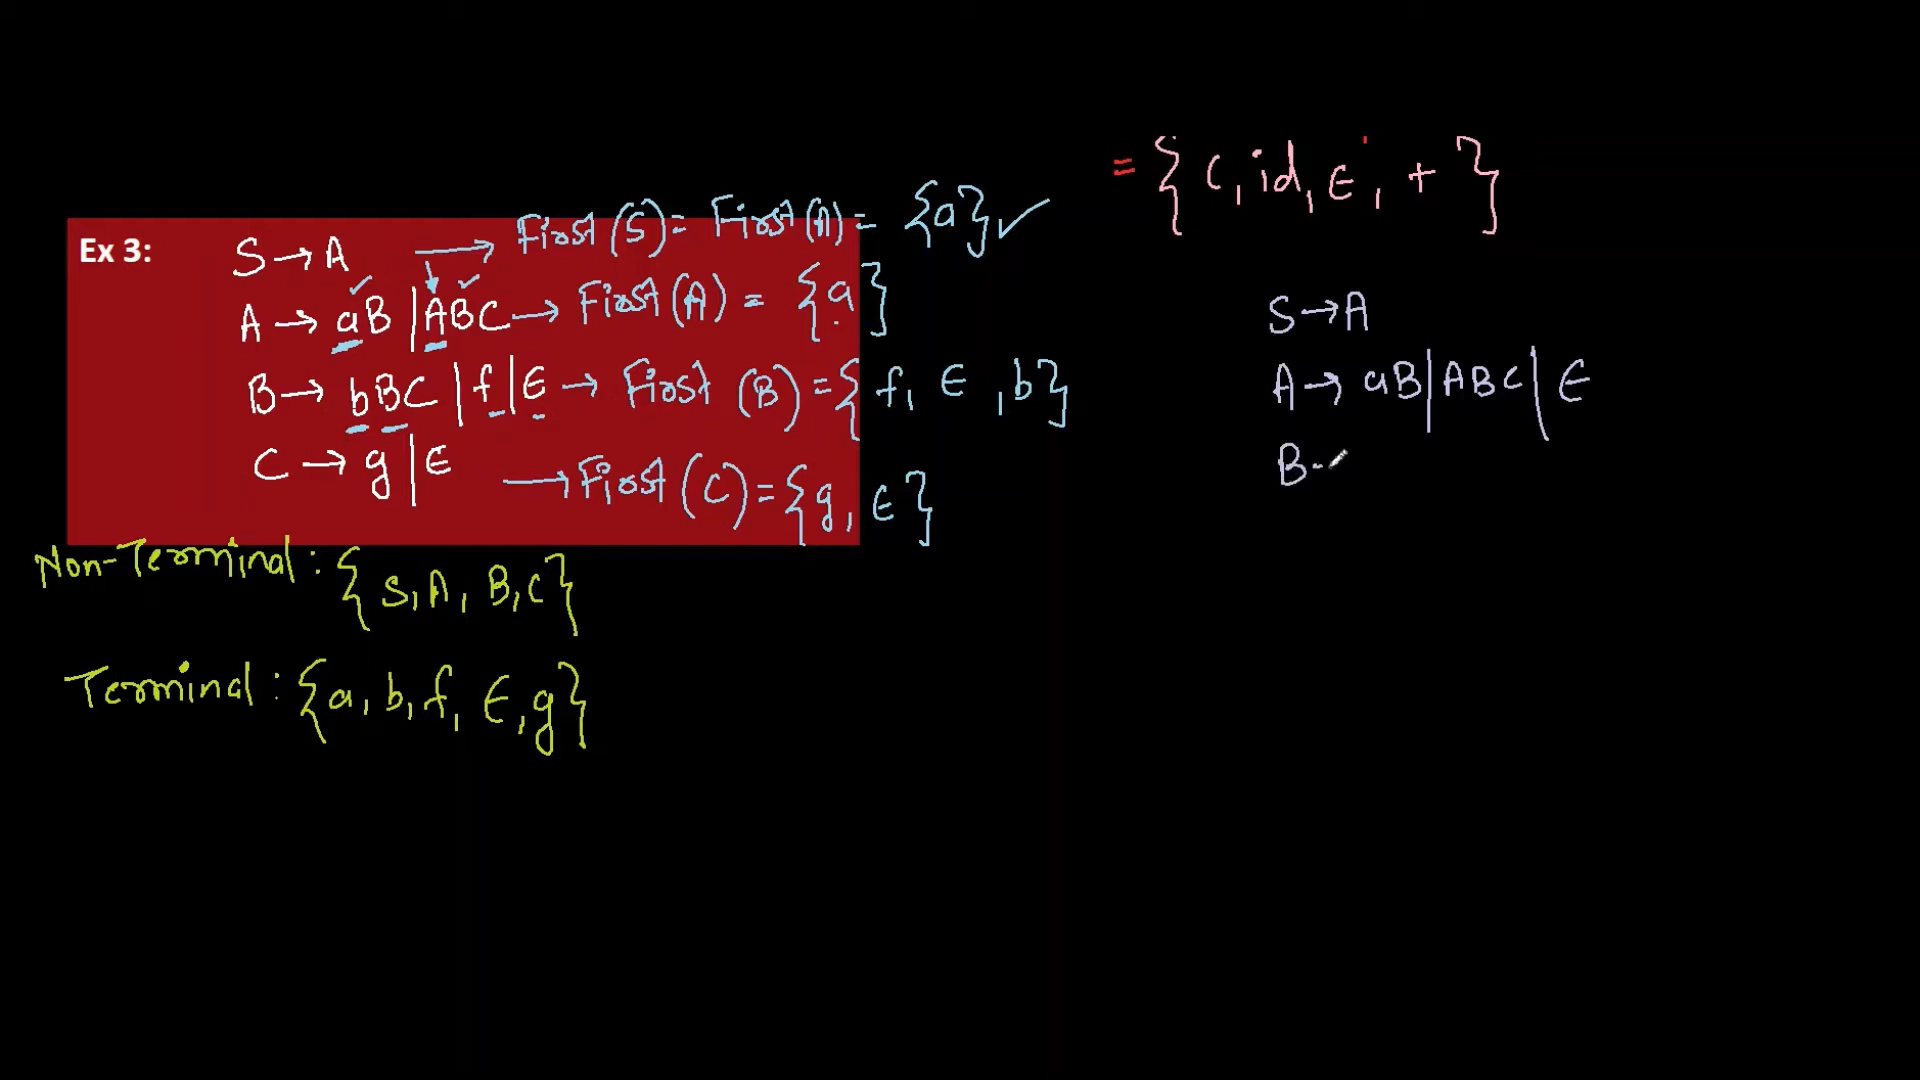 = { C, id, ∈, + }
Ex 3:
S → A → First (S) = First (A) = {a} ✓
A → aB | ABC → First (A) = {a}
B → bBC | f | ∈ → First (B) = { f, ∈, b}
C → g | ∈ → First (C) = {g, ∈}
Non-Terminal : { S, A, B, C}
Terminal : {a, b, f, ∈, g}
S → A
A → aB | ABC | ∈
B -